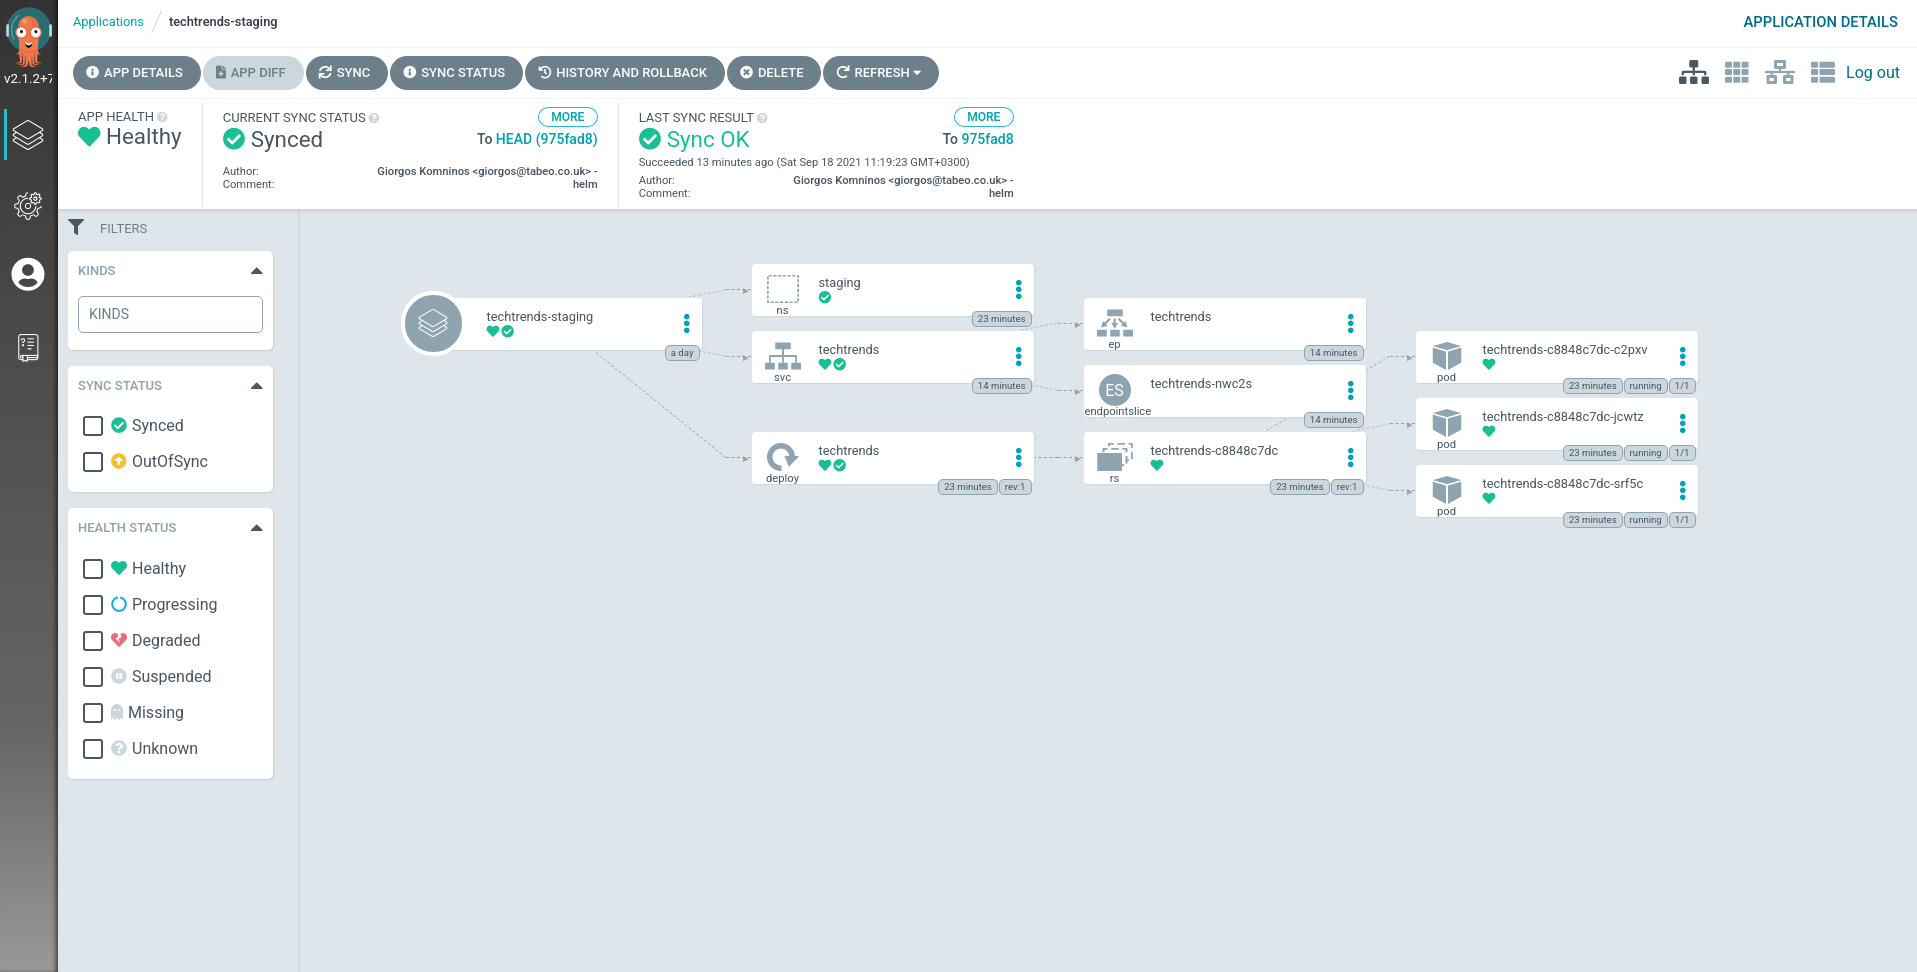 v2.1.2+7
Applications / techtrends-staging
APPLICATION DETAILS
APP DETAILS
APP DIFF
SYNC
SYNC STATUS
HISTORY AND ROLLBACK
DELETE
REFRESH
Log out
APP HEALTH
Healthy
CURRENT SYNC STATUS
MORE
Synced
To HEAD (975fad8)
Author: Giorgos Komninos <giorgos@tabeo.co.uk> -
Comment: helm
LAST SYNC RESULT
MORE
Sync OK
To 975fad8
Succeeded 13 minutes ago (Sat Sep 18 2021 11:19:23 GMT+0300)
Author: Giorgos Komninos <giorgos@tabeo.co.uk> -
Comment: helm
FILTERS
KINDS
KINDS
SYNC STATUS
Synced
OutOfSync
HEALTH STATUS
Healthy
Progressing
Degraded
Suspended
Missing
Unknown
techtrends-staging
a day
staging
ns
23 minutes
techtrends
svc
14 minutes
techtrends
deploy
23 minutes rev:1
techtrends
ep
14 minutes
ES
techtrends-nwc2s
endpointslice
14 minutes
techtrends-c8848c7dc
rs
23 minutes rev:1
techtrends-c8848c7dc-c2pxv
pod
23 minutes running 1/1
techtrends-c8848c7dc-jcwtz
pod
23 minutes running 1/1
techtrends-c8848c7dc-srf5c
pod
23 minutes running 1/1